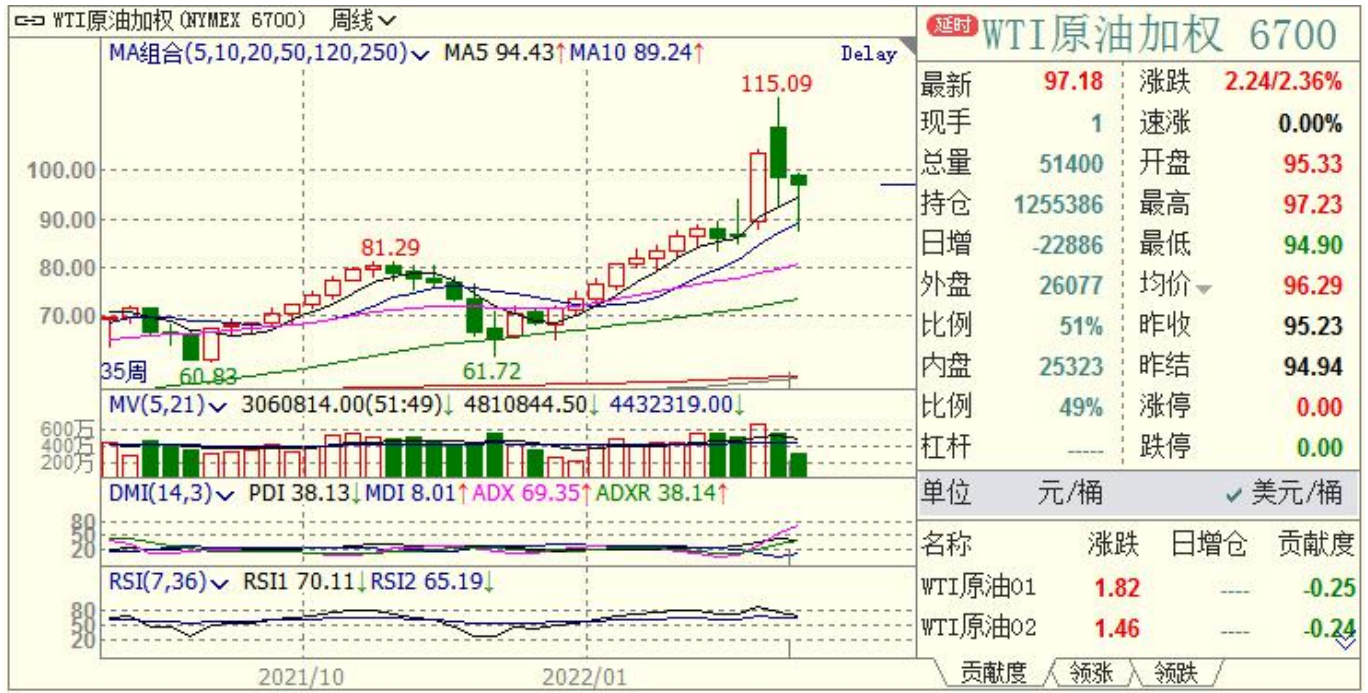 WTI原油加权(NYMEX 6700) 周线
MA组合(5,10,20,50,120,250) MA5 94.43↑MA10 89.24↑ Delay
115.09
100.00
90.00
81.29
80.00
70.00
35周 60.83 61.72
MV(5,21) 3060814.00(51:49)↓ 4810844.50↓ 4432319.00↓
600万
400万
200万
DMI(14,3) PDI 38.13↓MDI 8.01↑ADX 69.35↑ADXR 38.14↑
80
50
20
RSI(7,36) RSI1 70.11↓RSI2 65.19↓
80
50
20
2021/10 2022/01
延时 WTI原油加权 6700
最新 97.18 涨跌 2.24/2.36%
现手 1 速涨 0.00%
总量 51400 开盘 95.33
持仓 1255386 最高 97.23
日增 -22886 最低 94.90
外盘 26077 均价 96.29
比例 51% 昨收 95.23
内盘 25323 昨结 94.94
比例 49% 涨停 0.00
杠杆 ----- 跌停 0.00
单位 元/桶 ✓ 美元/桶
名称 涨跌 日增仓 贡献度
WTI原油01 1.82 ---- -0.25
WTI原油02 1.46 ---- -0.24
贡献度 领涨 领跌